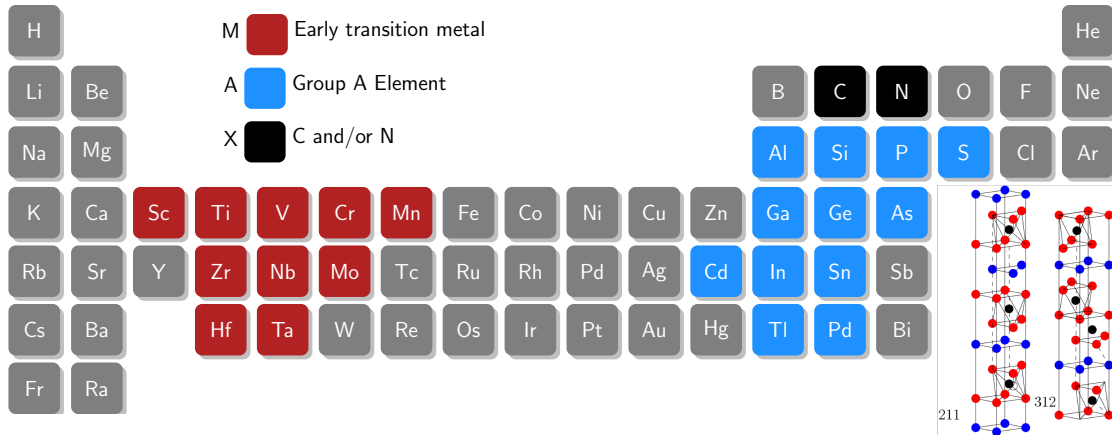 H M Early transition metal He
Li Be A Group A Element B C N O F Ne
Na Mg X C and/or N Al Si P S Cl Ar
K Ca Sc Ti V Cr Mn Fe Co Ni Cu Zn Ga Ge As
Rb Sr Y Zr Nb Mo Tc Ru Rh Pd Ag Cd In Sn Sb
Cs Ba Hf Ta W Re Os Ir Pt Au Hg Tl Pd Bi
Fr Ra
211 312